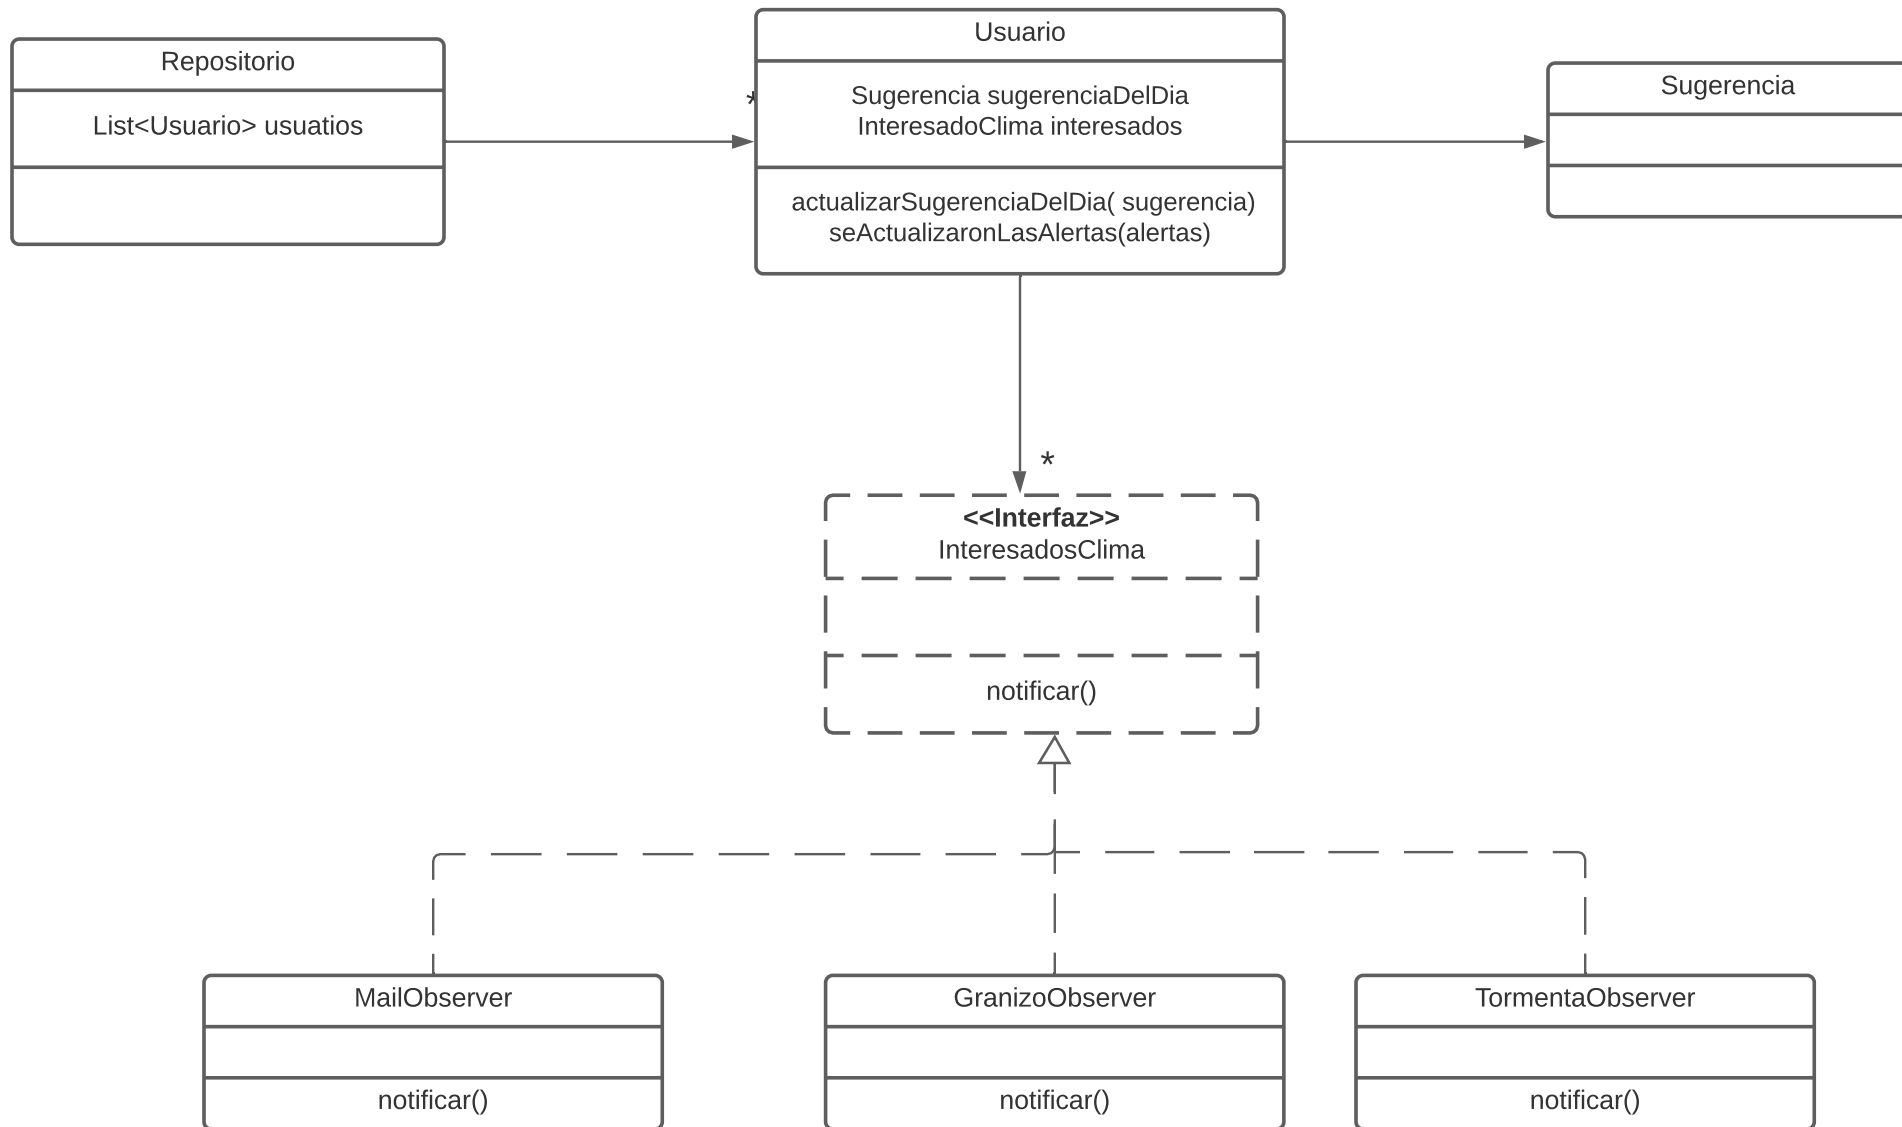 Repositorio
List<Usuario> usuatios
*
Usuario
Sugerencia sugerenciaDelDia
InteresadoClima interesados
actualizarSugerenciaDelDia( sugerencia)
seActualizaronLasAlertas(alertas)
Sugerencia
*
<<Interfaz>>
InteresadosClima
notificar()
MailObserver
notificar()
GranizoObserver
notificar()
TormentaObserver
notificar()